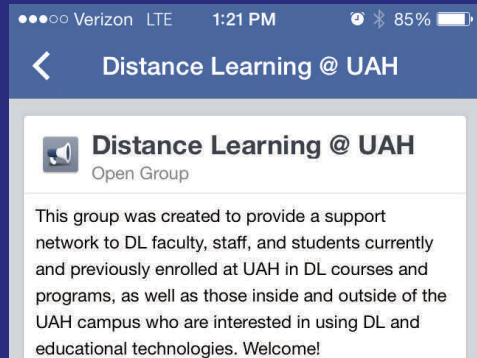 Verizon LTE 1:21 PM 85%
Distance Learning @ UAH
Distance Learning @ UAH
Open Group
This group was created to provide a support
network to DL faculty, staff, and students currently
and previously enrolled at UAH in DL courses and
programs, as well as those inside and outside of the
UAH campus who are interested in using DL and
educational technologies. Welcome!